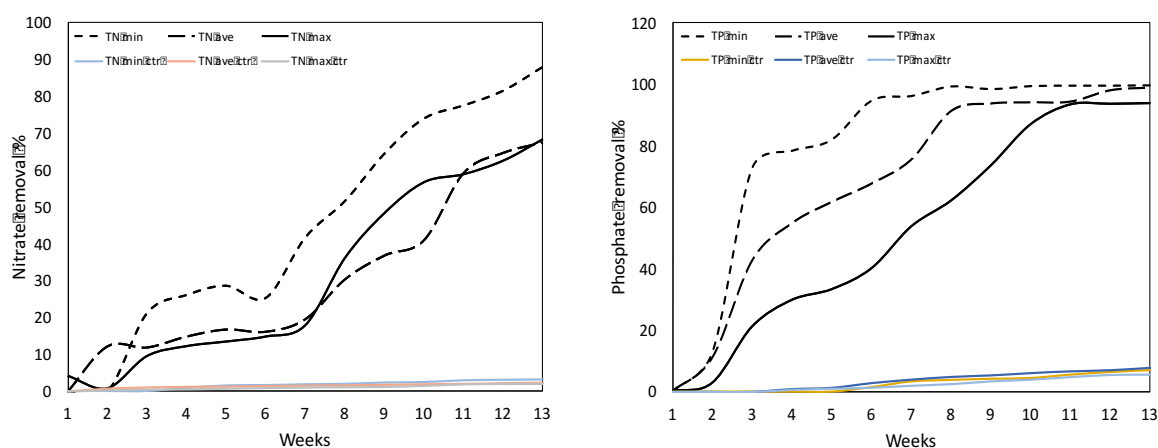 100
90
80
70
60
50
40
30
20
10
0
1 2 3 4 5 6 7 8 9 10 11 12 13
Nitrate removal %
Weeks
TN min TN ave TN max
TN min ctr TN ave ctr TN max ctr
120
100
80
60
40
20
0
1 2 3 4 5 6 7 8 9 10 11 12 13
Phosphate removal %
Weeks
TP min TP ave TP max
TP min ctr TP ave ctr TP max ctr